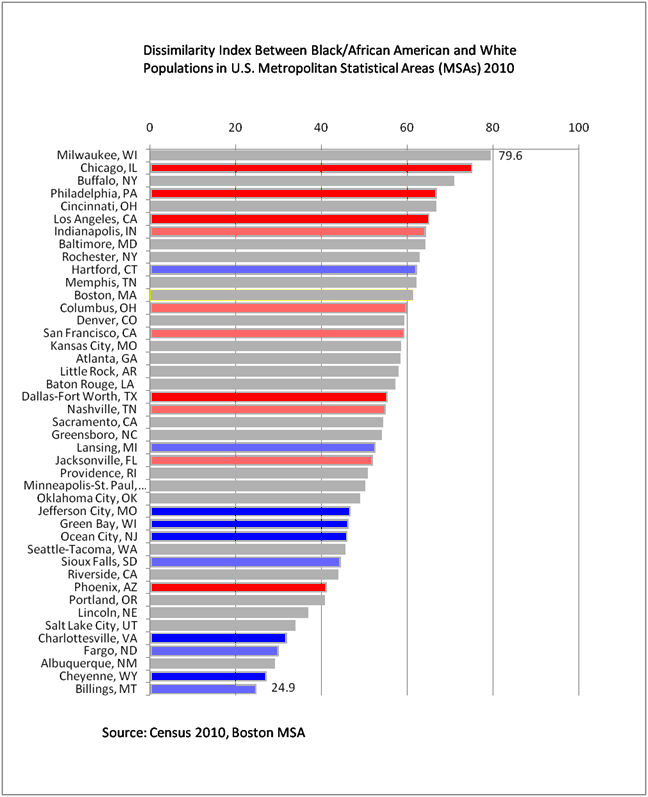 Dissimilarity Index Between Black/African American and White
Populations in U.S. Metropolitan Statistical Areas (MSAs) 2010
0 20 40 60 80 100
Milwaukee, WI 79.6
Chicago, IL
Buffalo, NY
Philadelphia, PA
Cincinnati, OH
Los Angeles, CA
Indianapolis, IN
Baltimore, MD
Rochester, NY
Hartford, CT
Memphis, TN
Boston, MA
Columbus, OH
Denver, CO
San Francisco, CA
Kansas City, MO
Atlanta, GA
Little Rock, AR
Baton Rouge, LA
Dallas-Fort Worth, TX
Nashville, TN
Sacramento, CA
Greensboro, NC
Lansing, MI
Jacksonville, FL
Providence, RI
Minneapolis-St. Paul,...
Oklahoma City, OK
Jefferson City, MO
Green Bay, WI
Ocean City, NJ
Seattle-Tacoma, WA
Sioux Falls, SD
Riverside, CA
Phoenix, AZ
Portland, OR
Lincoln, NE
Salt Lake City, UT
Charlottesville, VA
Fargo, ND
Albuquerque, NM
Cheyenne, WY
Billings, MT 24.9
Source: Census 2010, Boston MSA